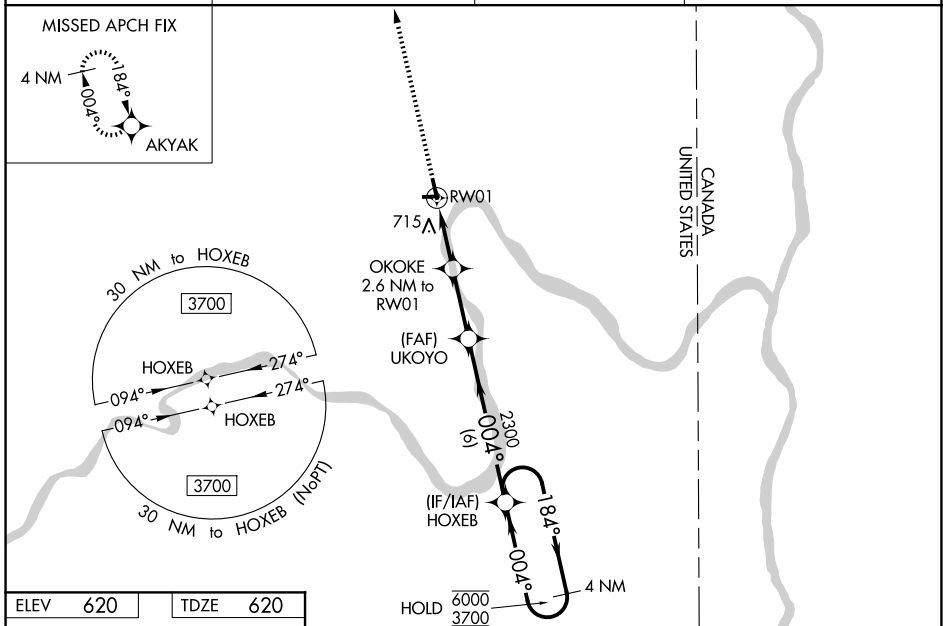 MISSED APCH FIX
4 NM
184°
004°
AKYAK
RW01
715
OKOKE
2.6 NM to
RW01
(FAF)
UKOYO
CANADA
UNITED STATES
30 NM to HOXEB
3700
HOXEB
094°
274°
094°
274°
HOXEB
3700
30 NM to HOXEB (NoPT)
2300
004°
(6)
(IF/IAF)
HOXEB
184°
004°
4 NM
HOLD 6000
3700
ELEV 620
TDZE 620